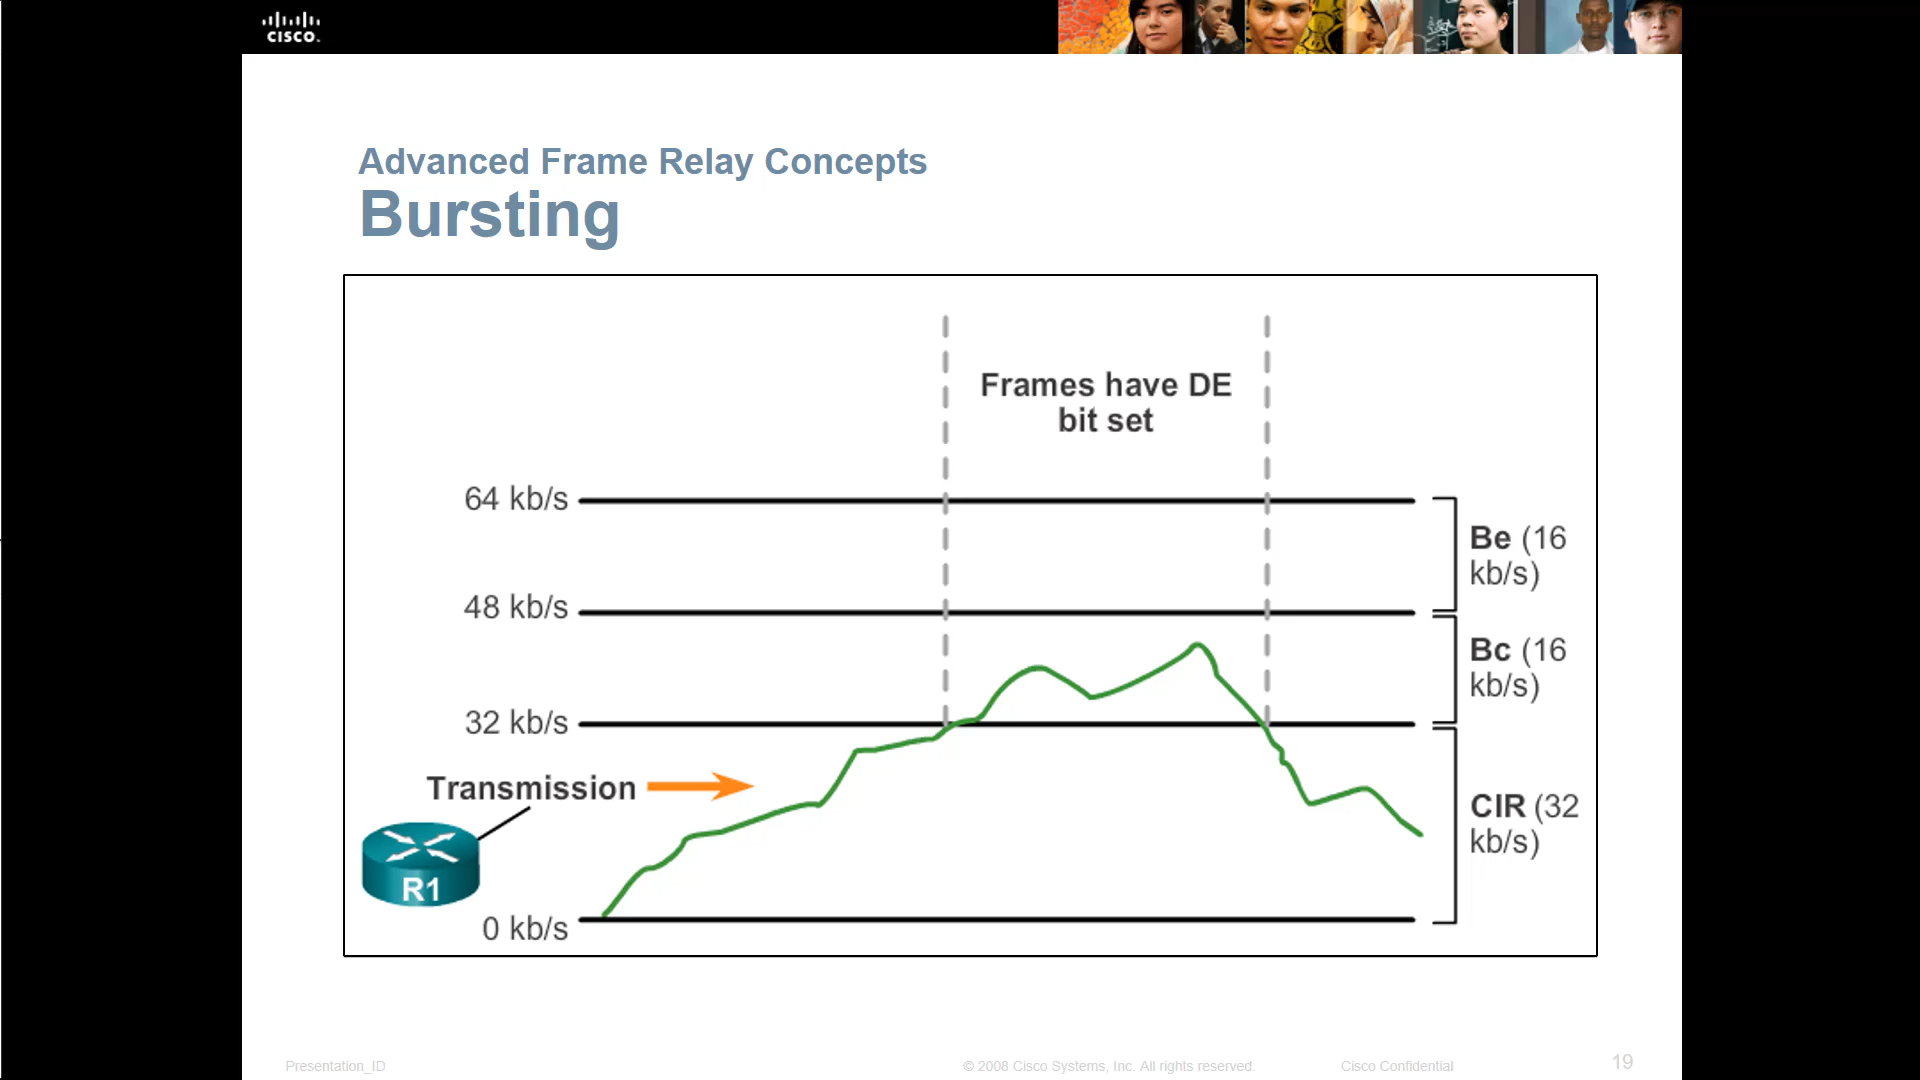 CISCO.
Advanced Frame Relay Concepts
Bursting
Frames have DE
bit set
64 kb/s
Be (16
kb/s)
48 kb/s
Bc (16
kb/s)
32 kb/s
Transmission
CIR (32
kb/s)
R1
0 kb/s
Presentation_ID
© 2008 Cisco Systems, Inc. All rights reserved.
Cisco Confidential
19